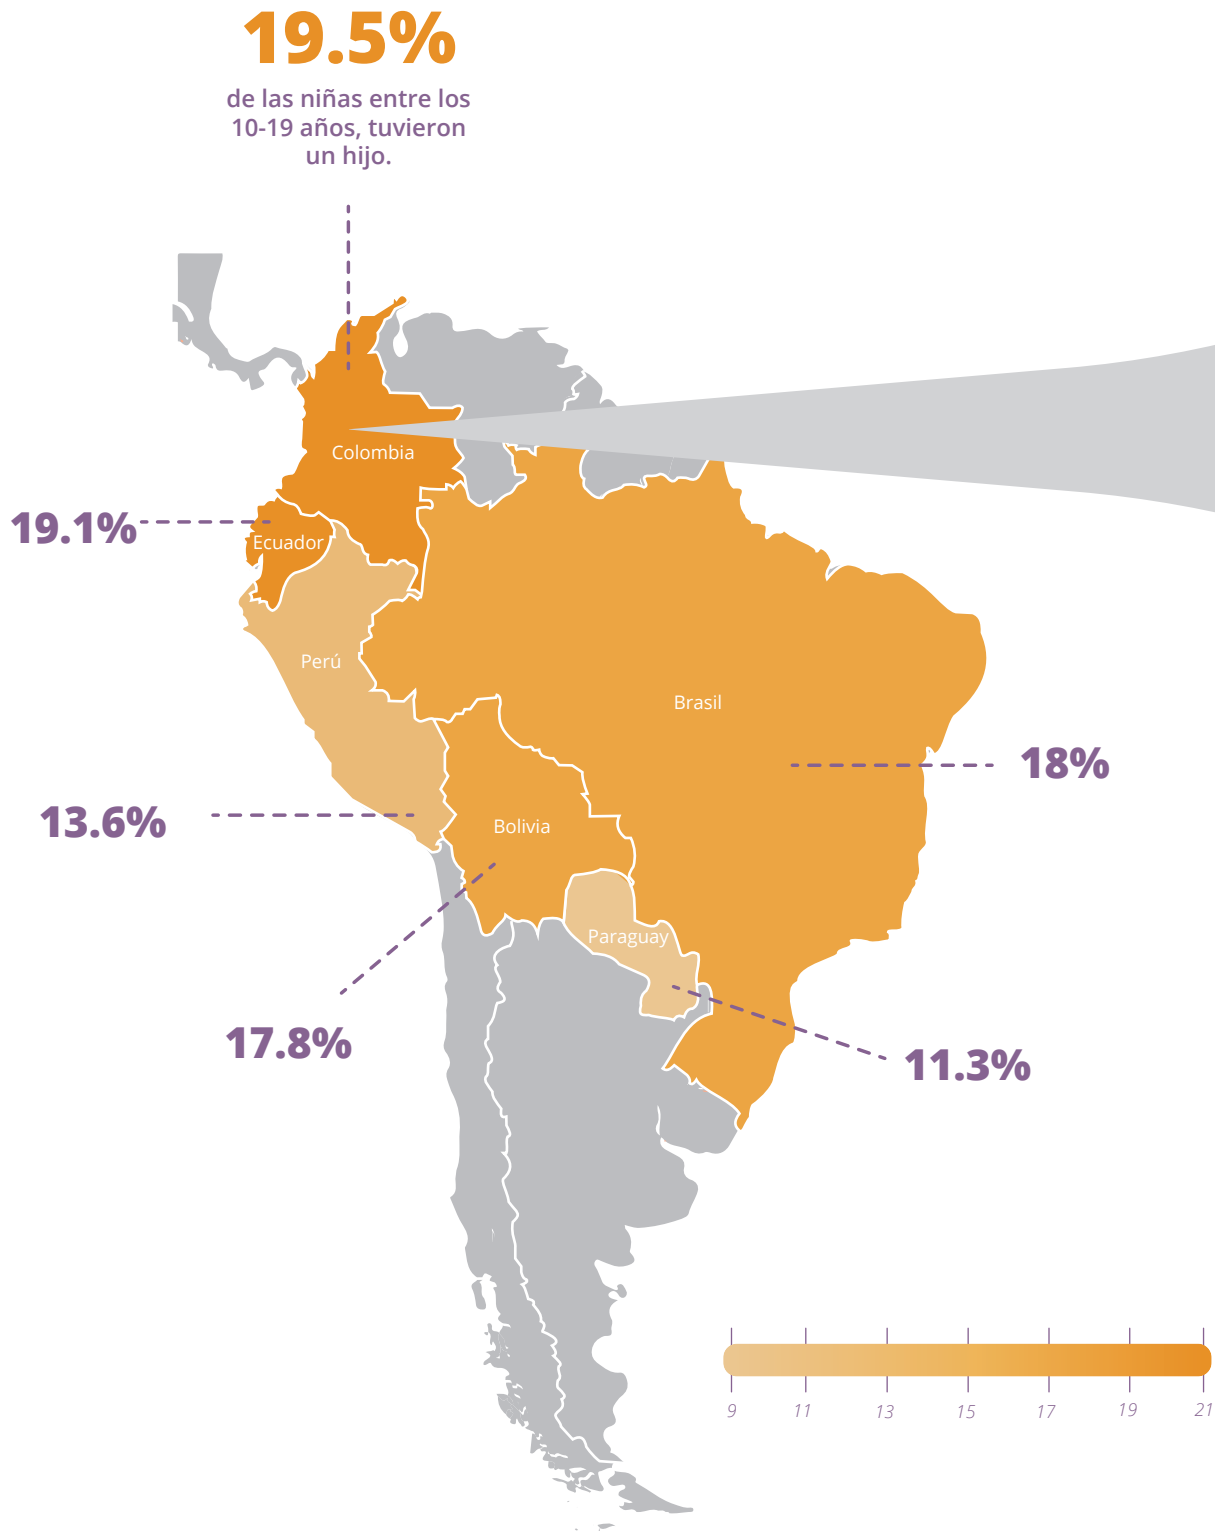 19.5%
de las niñas entre los
10-19 años, tuvieron
un hijo.
Colombia
19.1%
Ecuador
Perú
Brasil
18%
13.6%
Bolivia
Paraguay
17.8%
11.3%
9 11 13 15 17 19 21